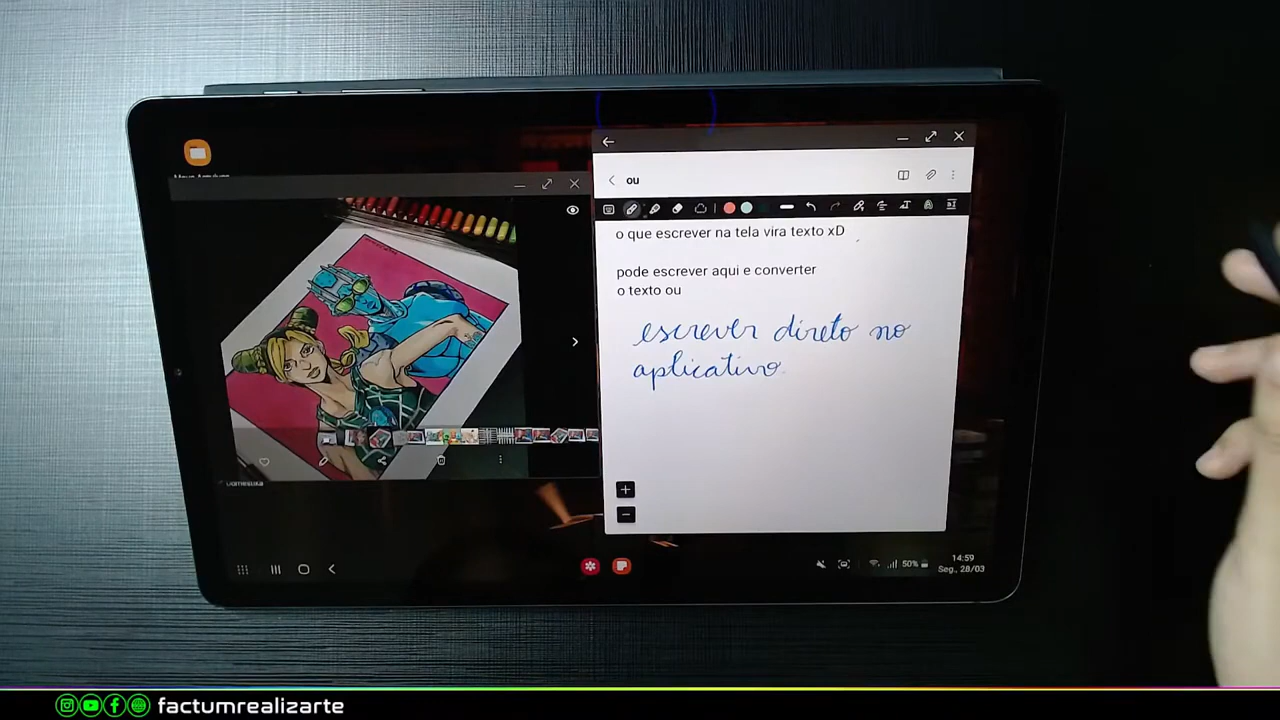 ou
o que escrever na tela vira texto xD
pode escrever aqui e converter
o texto ou
escrever direto no
aplicativo
50%
14:59
Seg., 28/03
factumrealizarte